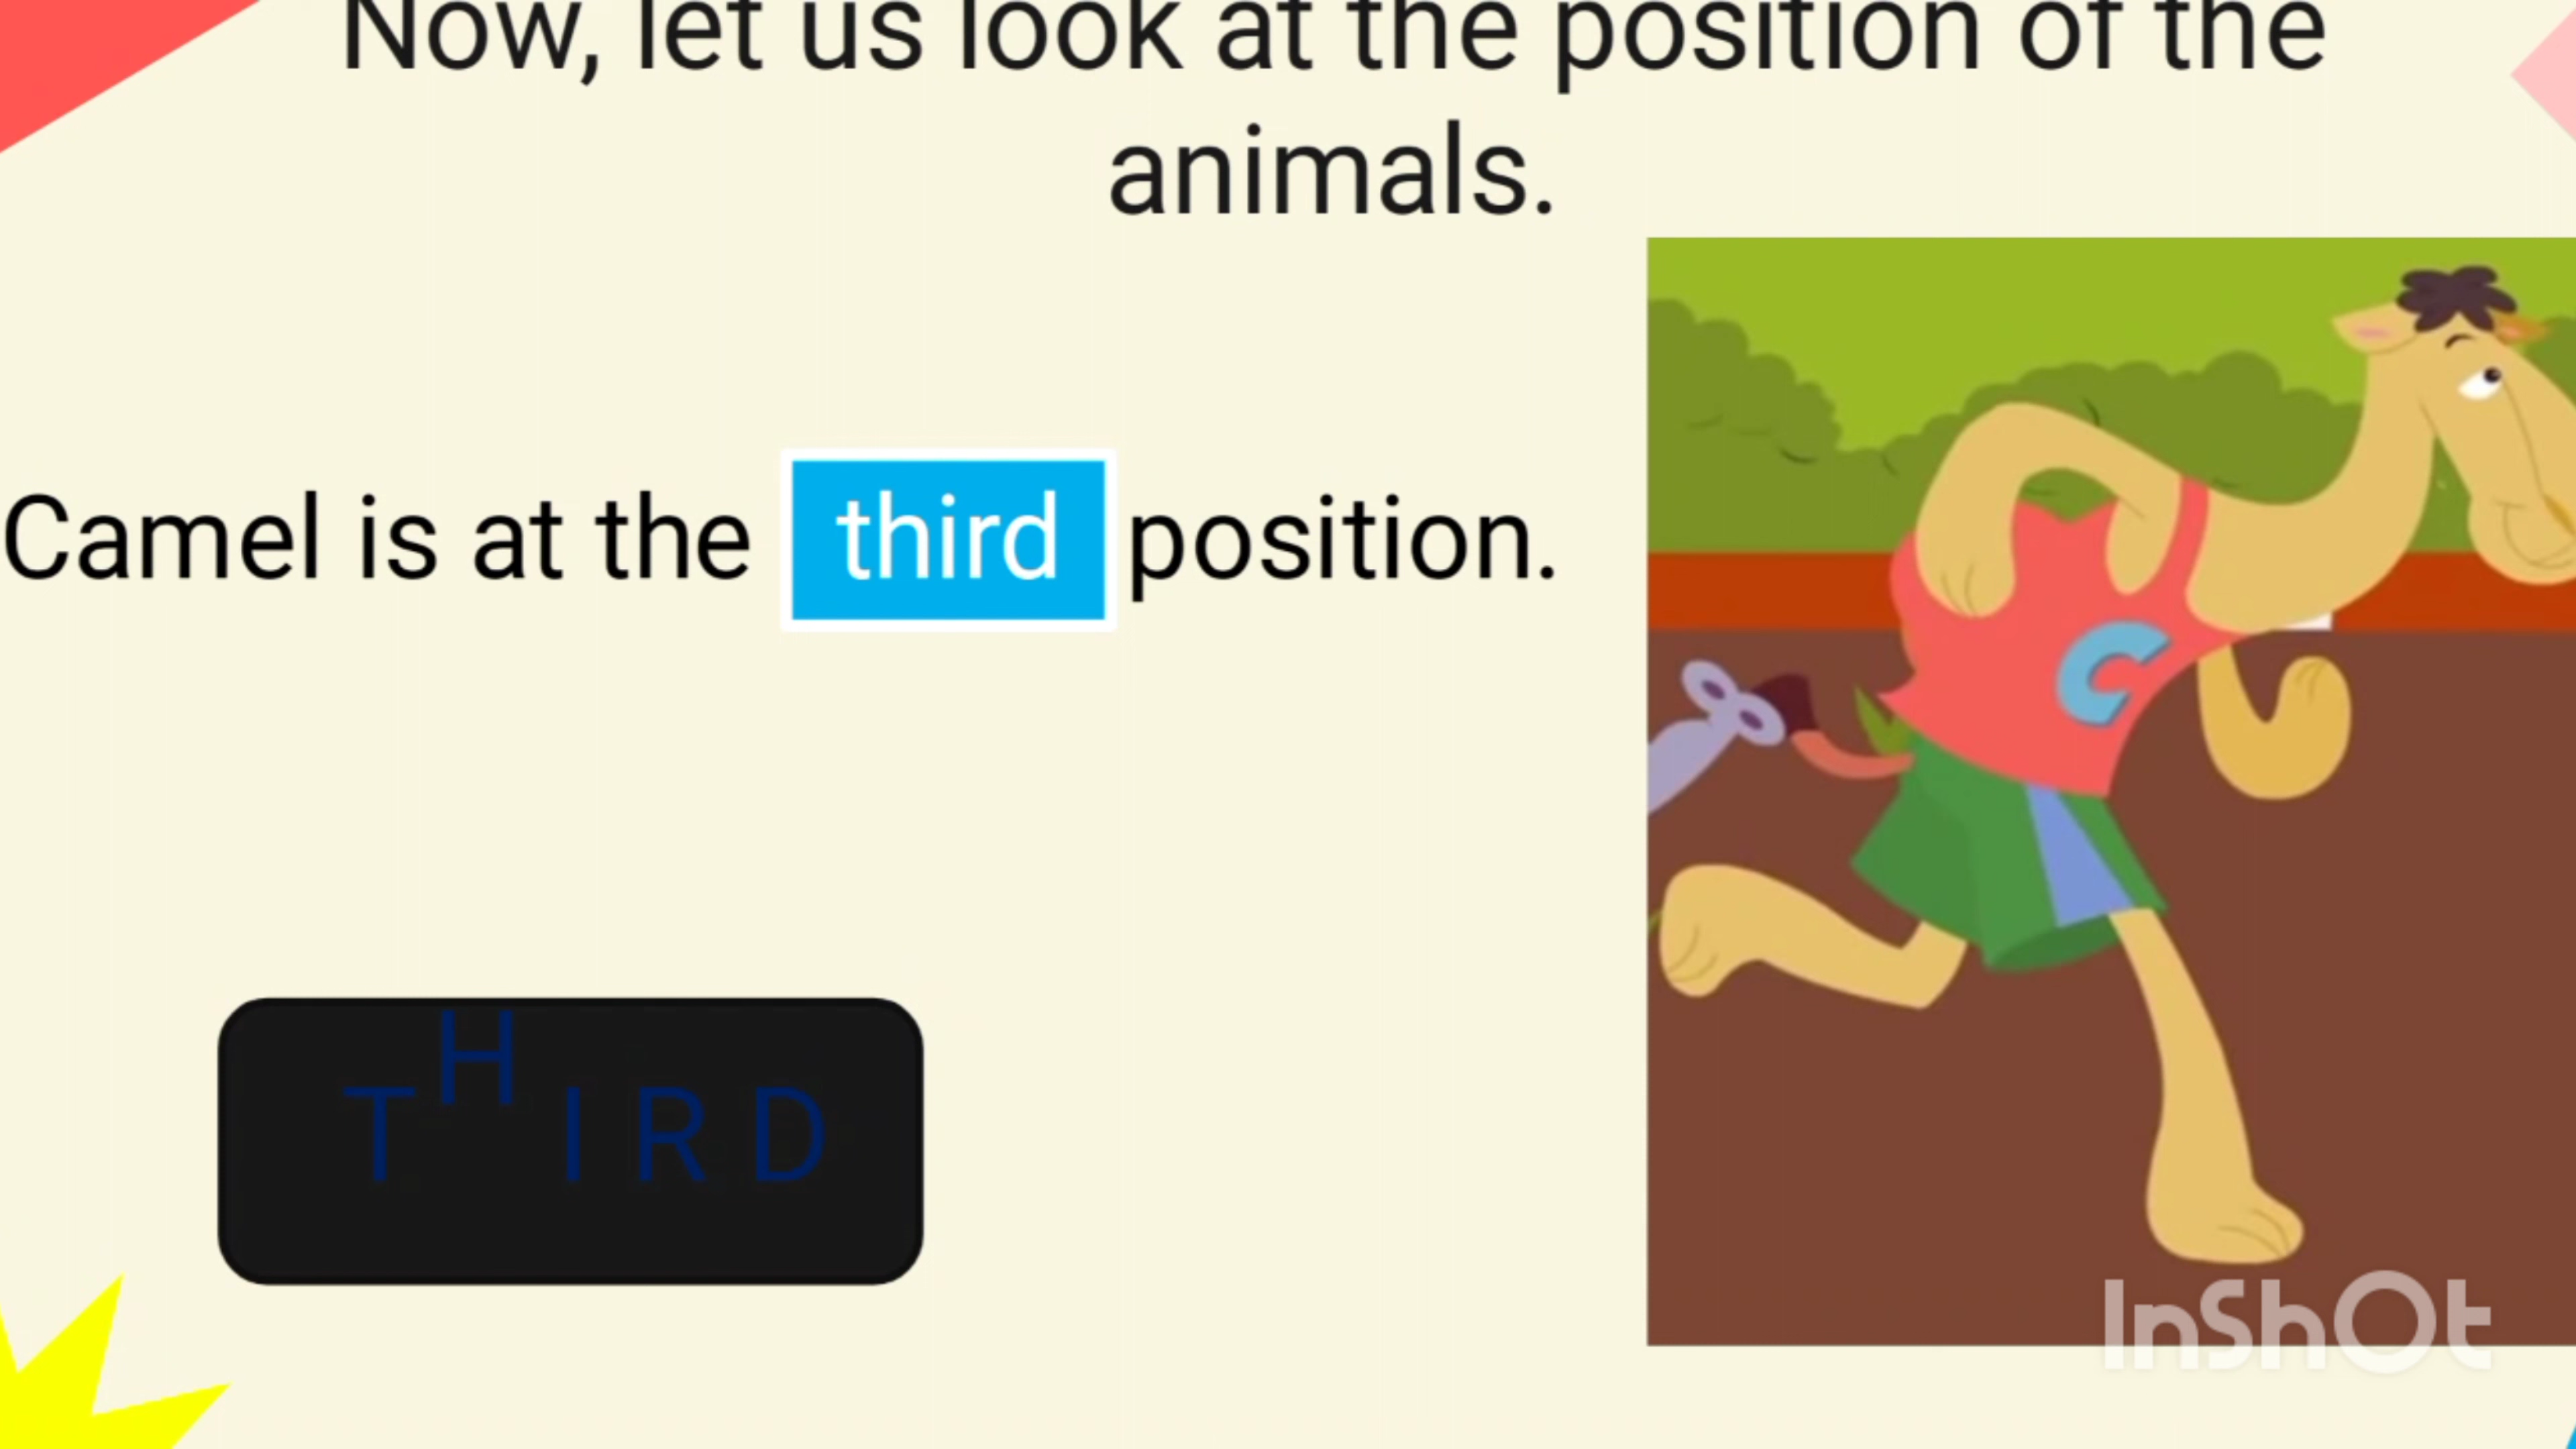 Now, let us look at the position of the
animals.
Camel is at the third position.
C
THIRD
InShOt